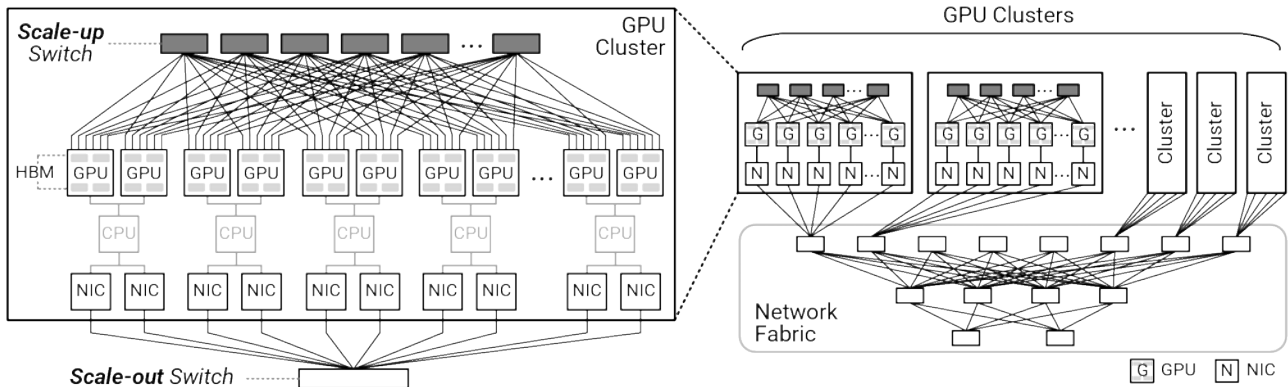 Scale-up
Switch
GPU
Cluster
...
HBM
GPU GPU GPU GPU GPU GPU GPU GPU ... GPU GPU
CPU CPU CPU CPU CPU
NIC NIC NIC NIC NIC NIC NIC NIC NIC NIC
Scale-out Switch
GPU Clusters
... ...
G G G G ... G G G G G ... G
N N N N ... N N N N N ... N
...
Cluster
Cluster
Cluster
Network
Fabric
G GPU N NIC